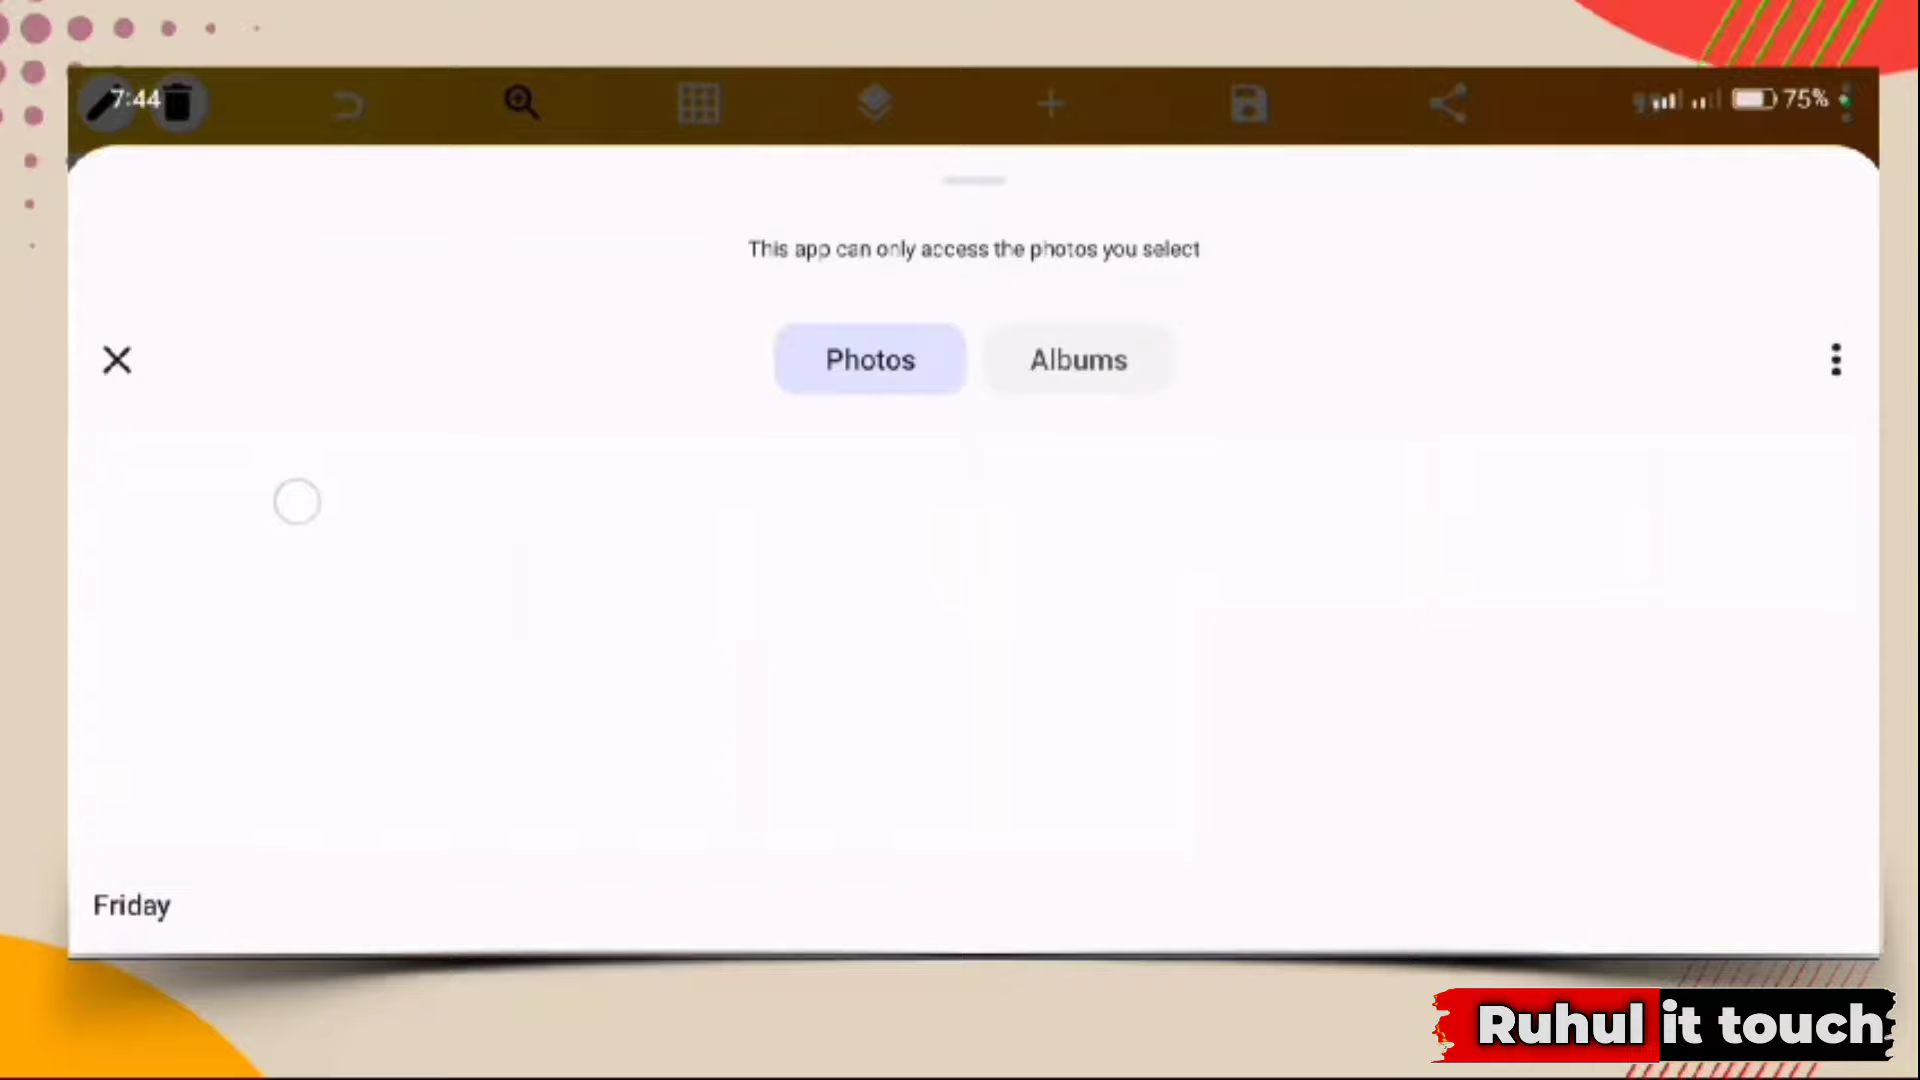 7:44
75%
This app can only access the photos you select
Photos
Albums
Friday
Ruhul it touch